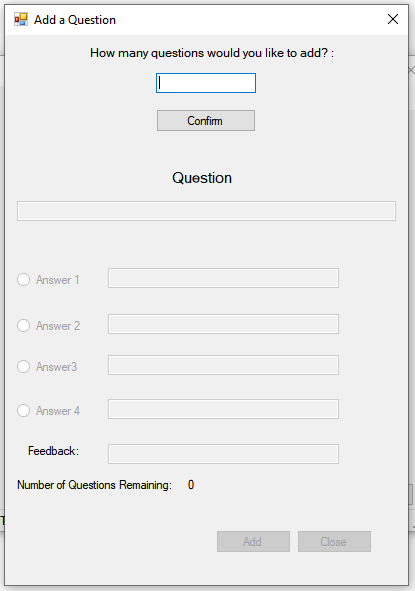 Add a Question
How many questions would you like to add? :
Confirm
Question
Answer 1
Answer 2
Answer3
Answer 4
Feedback:
Number of Questions Remaining: 0
Add Close